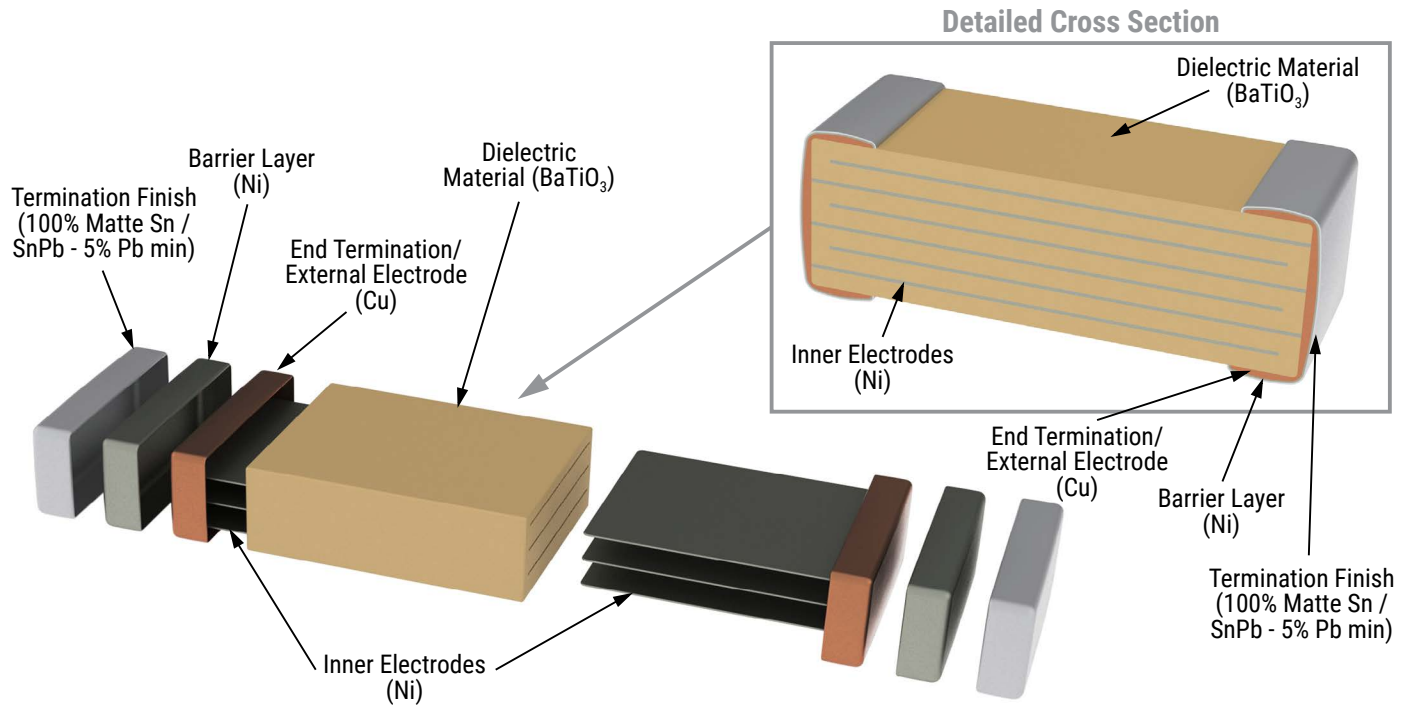 Detailed Cross Section
Dielectric Material
(BaTiO₃)
Inner Electrodes
(Ni)
End Termination/
External Electrode
(Cu)
Barrier Layer
(Ni)
Termination Finish
(100% Matte Sn /
SnPb - 5% Pb min)
Termination Finish
(100% Matte Sn /
SnPb - 5% Pb min)
Barrier Layer
(Ni)
End Termination/
External Electrode
(Cu)
Dielectric
Material (BaTiO₃)
Inner Electrodes
(Ni)